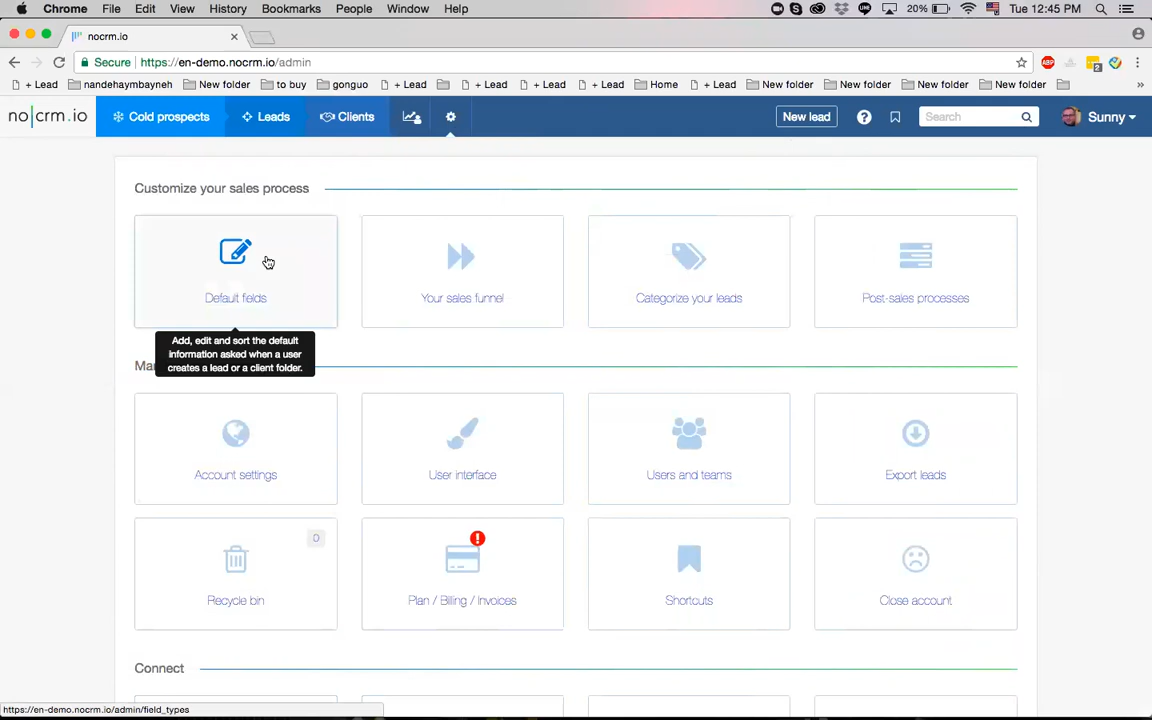 Chrome File Edit View History Bookmarks People Window Help 20% Tue 12:45 PM
nocrm.io
Secure https://en-demo.nocrm.io/admin
+ Lead nandehaymbayneh New folder to buy gonguo + Lead + Lead + Lead + Lead Home New folder New folder New folder New folder »
no|crm.io Cold prospects Leads Clients New lead Search Sunny
Customize your sales process
Default fields Your sales funnel Categorize your leads Post-sales processes
Add, edit and sort the default
information asked when a user
creates a lead or a client folder.
Ma
Account settings User interface Users and teams Export leads
0
Recycle bin Plan / Billing / Invoices Shortcuts Close account
Connect
https://en-demo.nocrm.io/admin/field_types